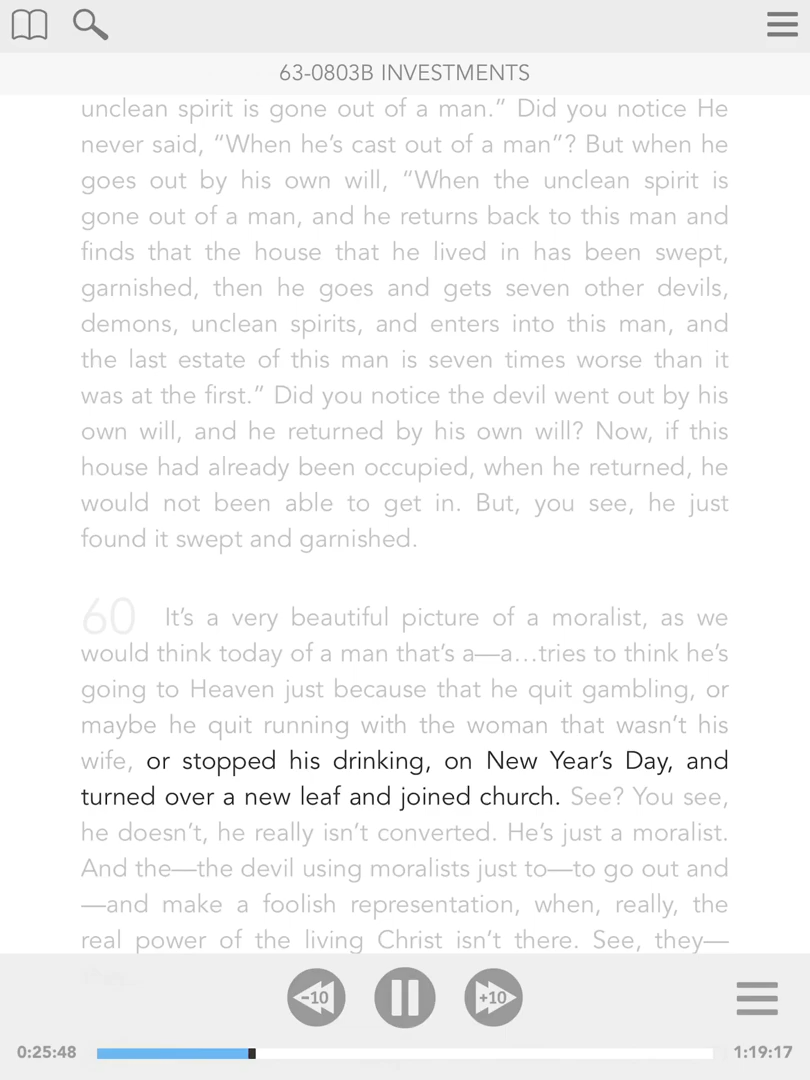 63-0803B INVESTMENTS
unclean spirit is gone out of a man.” Did you notice He
never said, “When he’s cast out of a man”? But when he
goes out by his own will, “When the unclean spirit is
gone out of a man, and he returns back to this man and
finds that the house that he lived in has been swept,
garnished, then he goes and gets seven other devils,
demons, unclean spirits, and enters into this man, and
the last estate of this man is seven times worse than it
was at the first.” Did you notice the devil went out by his
own will, and he returned by his own will? Now, if this
house had already been occupied, when he returned, he
would not been able to get in. But, you see, he just
found it swept and garnished.
60 It’s a very beautiful picture of a moralist, as we
would think today of a man that’s a—a…tries to think he’s
going to Heaven just because that he quit gambling, or
maybe he quit running with the woman that wasn’t his
wife, or stopped his drinking, on New Year’s Day, and
turned over a new leaf and joined church. See? You see,
he doesn’t, he really isn’t converted. He’s just a moralist.
And the—the devil using moralists just to—to go out and
—and make a foolish representation, when, really, the
real power of the living Christ isn’t there. See, they—
-10 +10
0:25:48 1:19:17